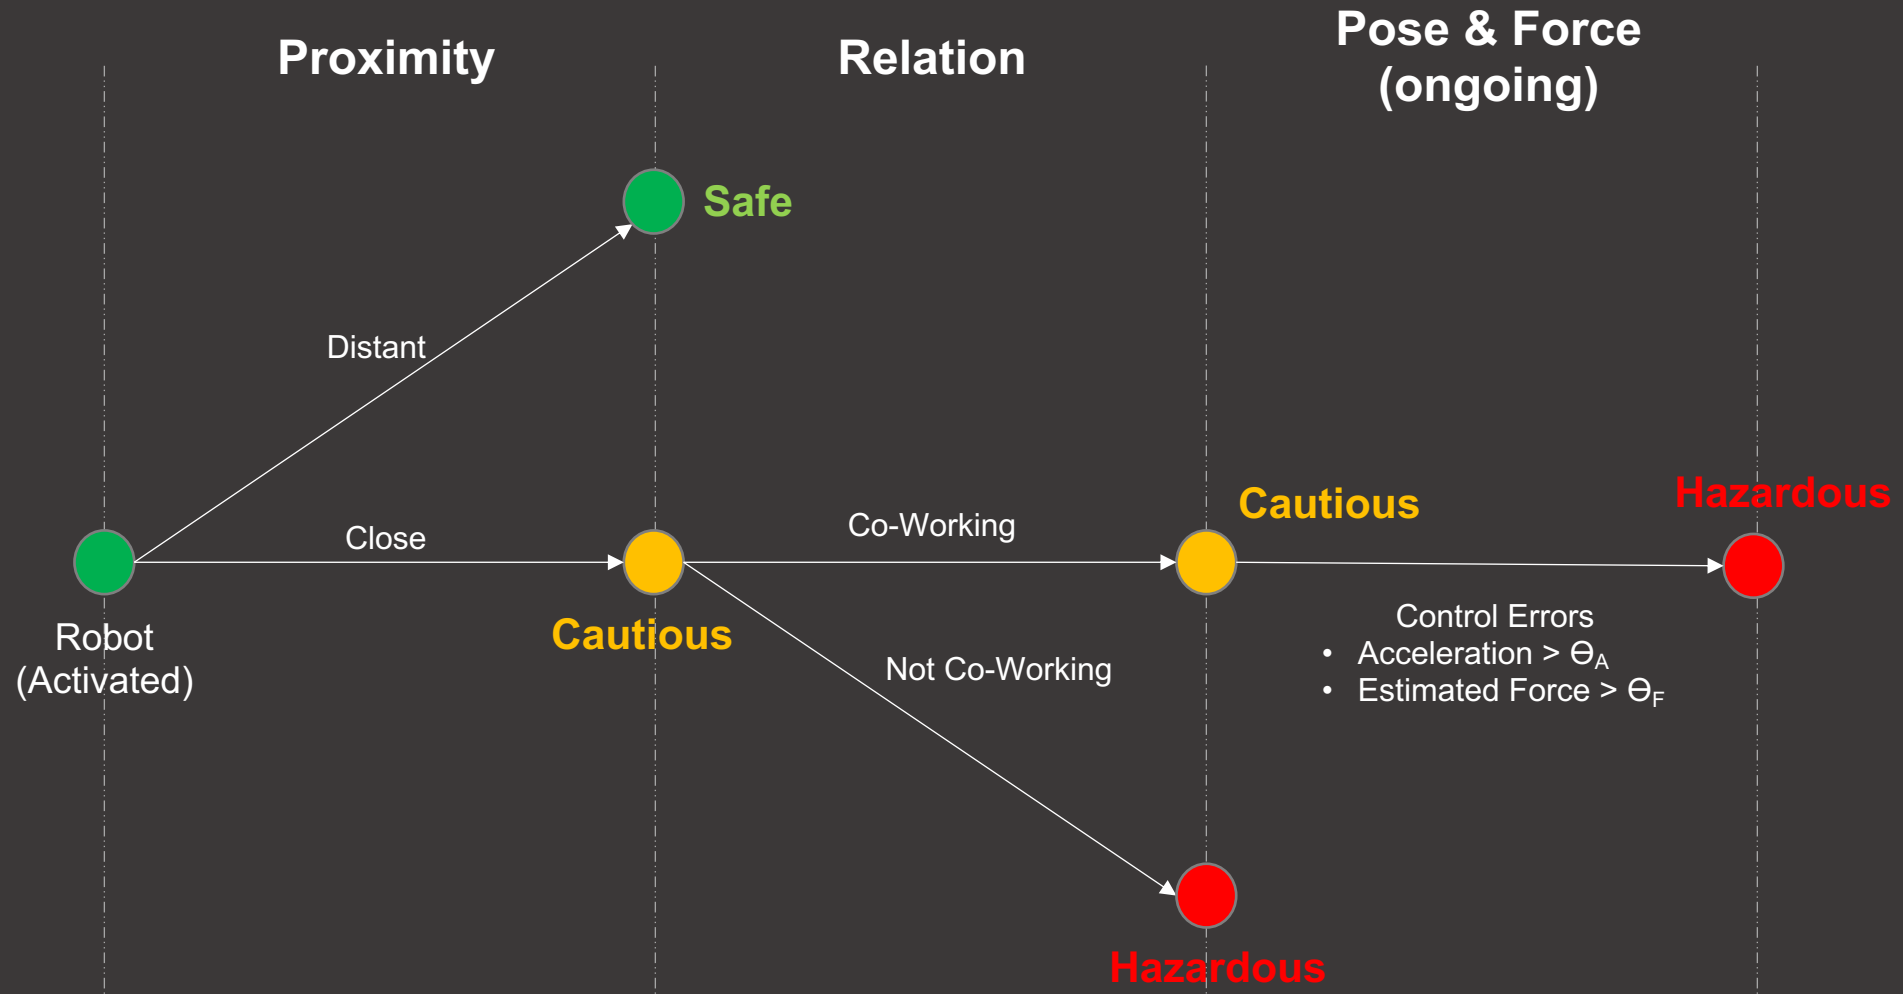 Proximity
Relation
Pose & Force
(ongoing)
Safe
Distant
Close
Robot
(Activated)
Cautious
Co-Working
Not Co-Working
Cautious
Hazardous
Control Errors
• Acceleration > ϴA
• Estimated Force > ϴF
Hazardous